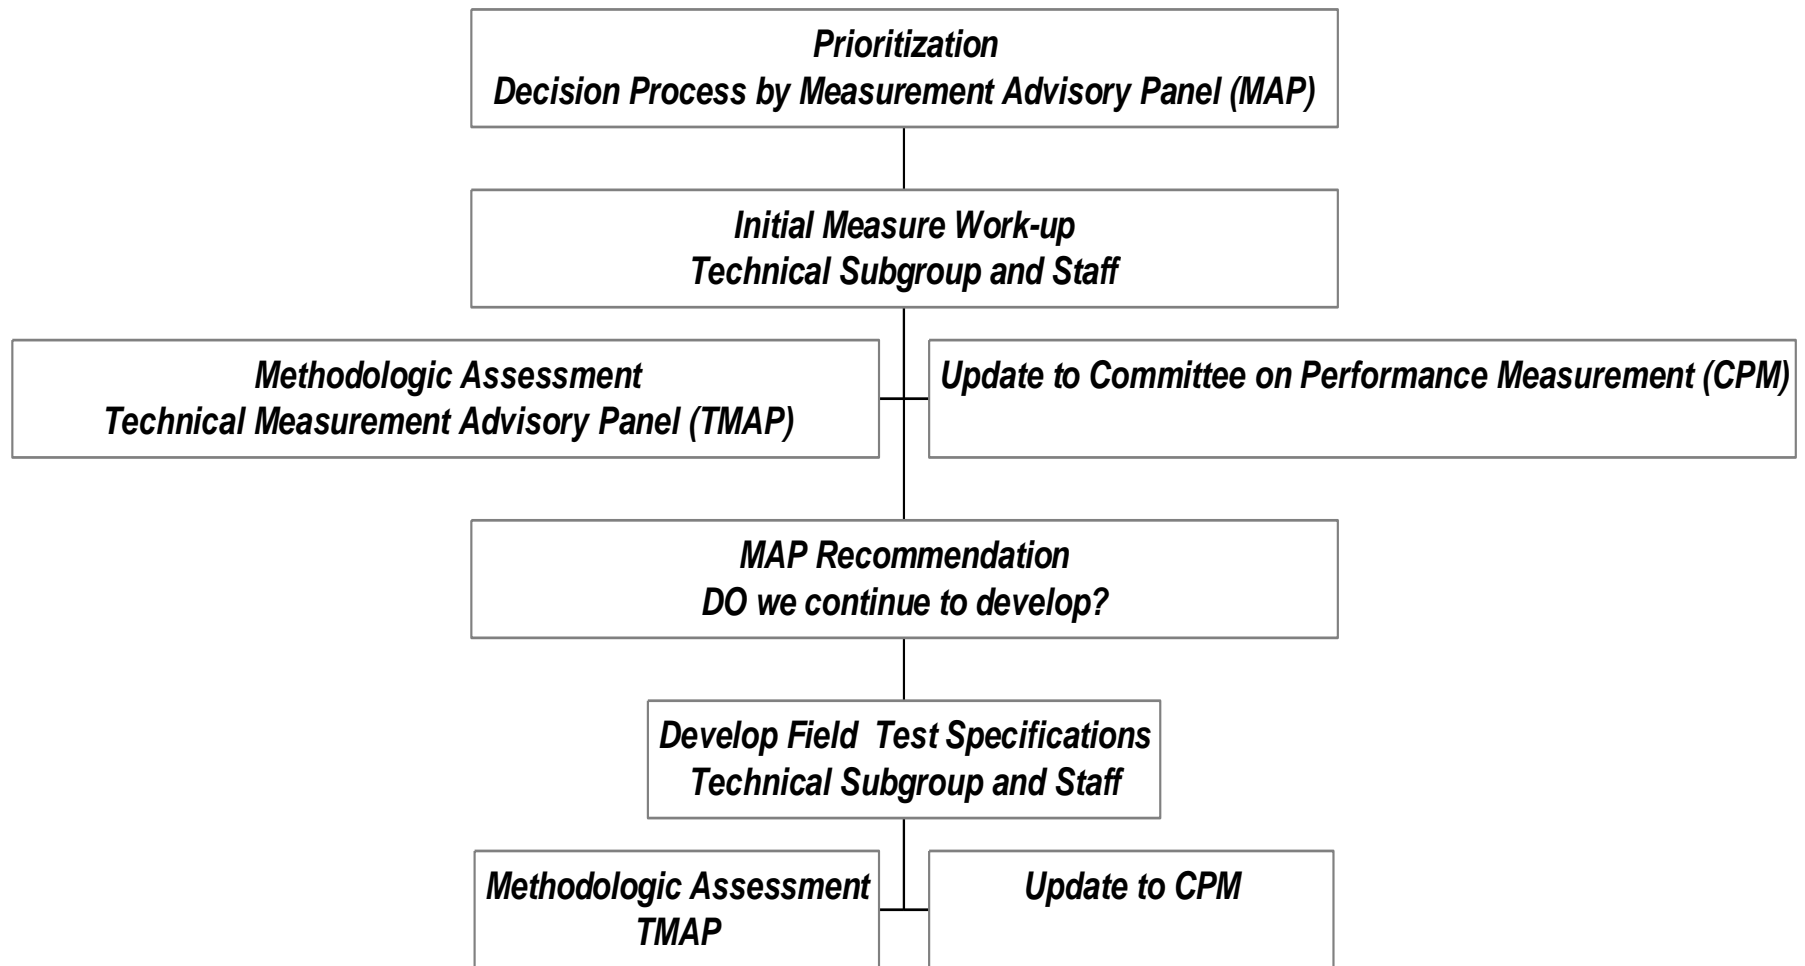 Prioritization
Decision Process by Measurement Advisory Panel (MAP)
Initial Measure Work-up
Technical Subgroup and Staff
Methodologic Assessment
Technical Measurement Advisory Panel (TMAP)
Update to Committee on Performance Measurement (CPM)
MAP Recommendation
DO we continue to develop?
Develop Field  Test Specifications
Technical Subgroup and Staff
Methodologic Assessment
TMAP
Update to CPM